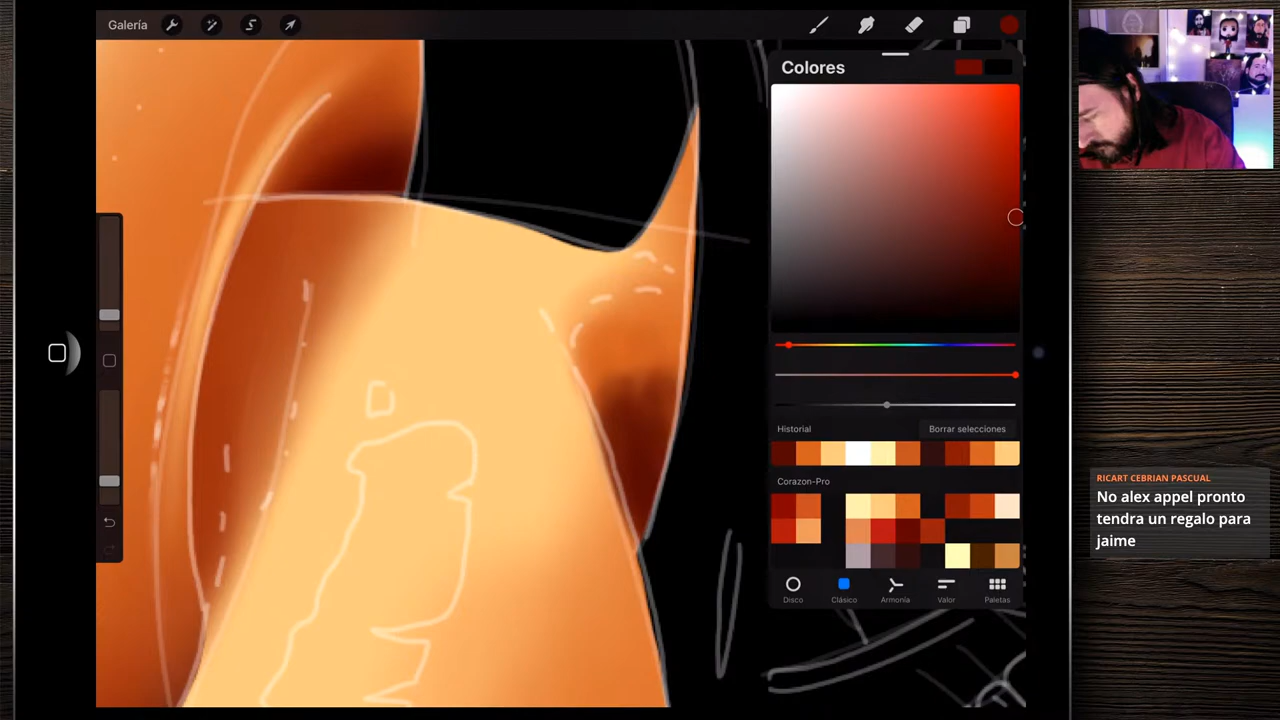 Galería
Colores
Historial
Borrar selecciones
Corazon-Pro
Disco
Clásico
Armonía
Valor
Paletas
RICART CEBRIAN PASCUAL
No alex appel pronto
tendra un regalo para
jaime